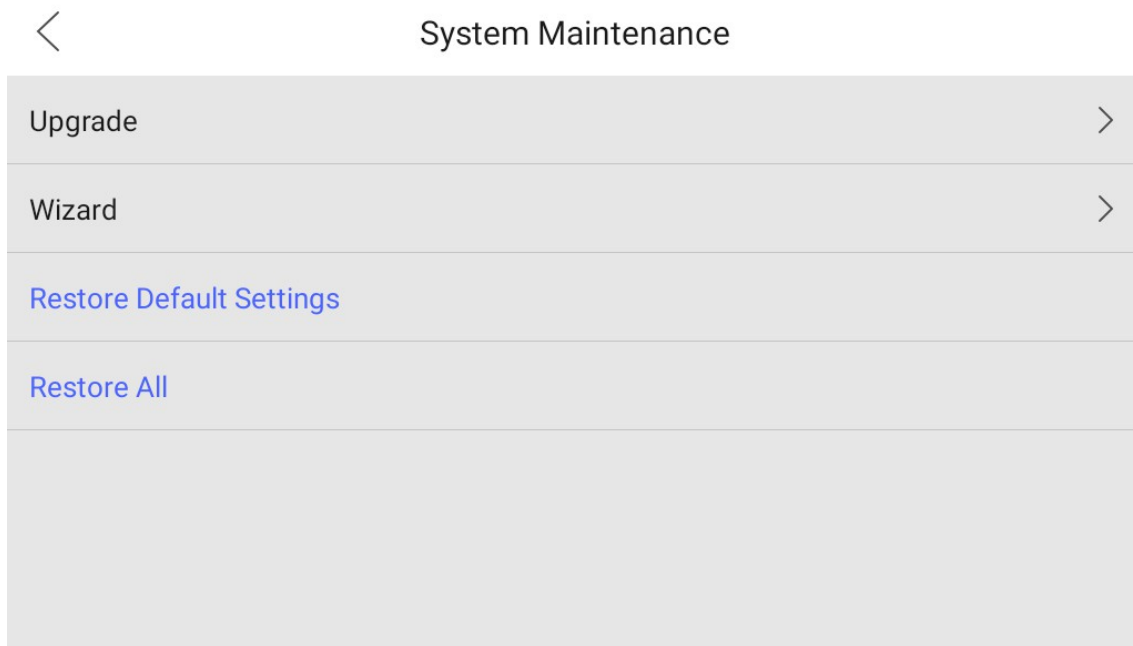 System Maintenance
Upgrade
Wizard
Restore Default Settings
Restore All